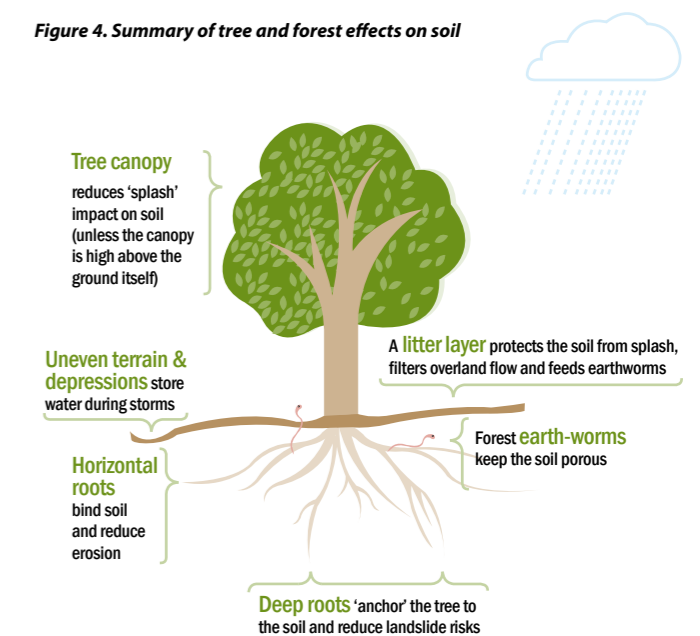 Figure 4. Summary of tree and forest effects on soil
Tree canopy
reduces ‘splash’
impact on soil
(unless the canopy
is high above the
ground itself)
Uneven terrain &
depressions store
water during storms
A litter layer protects the soil from splash,
filters overland flow and feeds earthworms
Horizontal
roots
bind soil
and reduce
erosion
Forest earth-worms
keep the soil porous
Deep roots ‘anchor’ the tree to
the soil and reduce landslide risks